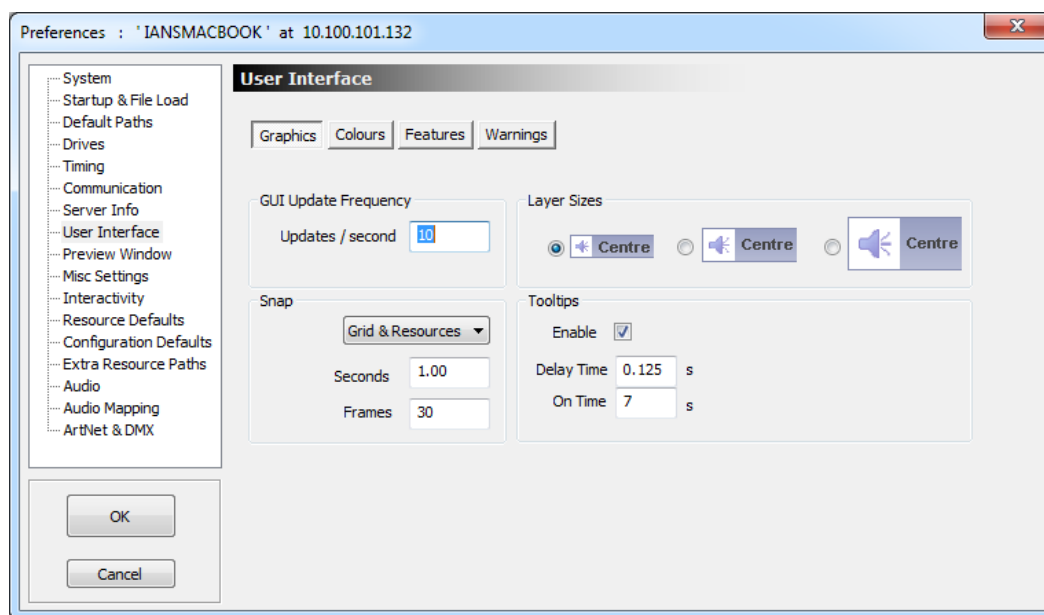 Preferences : ' IANSMACBOOK ' at 10.100.101.132
System
Startup & File Load
Default Paths
Drives
Timing
Communication
Server Info
User Interface
Preview Window
Misc Settings
Interactivity
Resource Defaults
Configuration Defaults
Extra Resource Paths
Audio
Audio Mapping
ArtNet & DMX
OK
Cancel
User Interface
Graphics Colours Features Warnings
GUI Update Frequency
Updates / second 10
Layer Sizes
Centre Centre Centre
Snap
Grid & Resources
Seconds 1.00
Frames 30
Tooltips
Enable
Delay Time 0.125 s
On Time 7 s